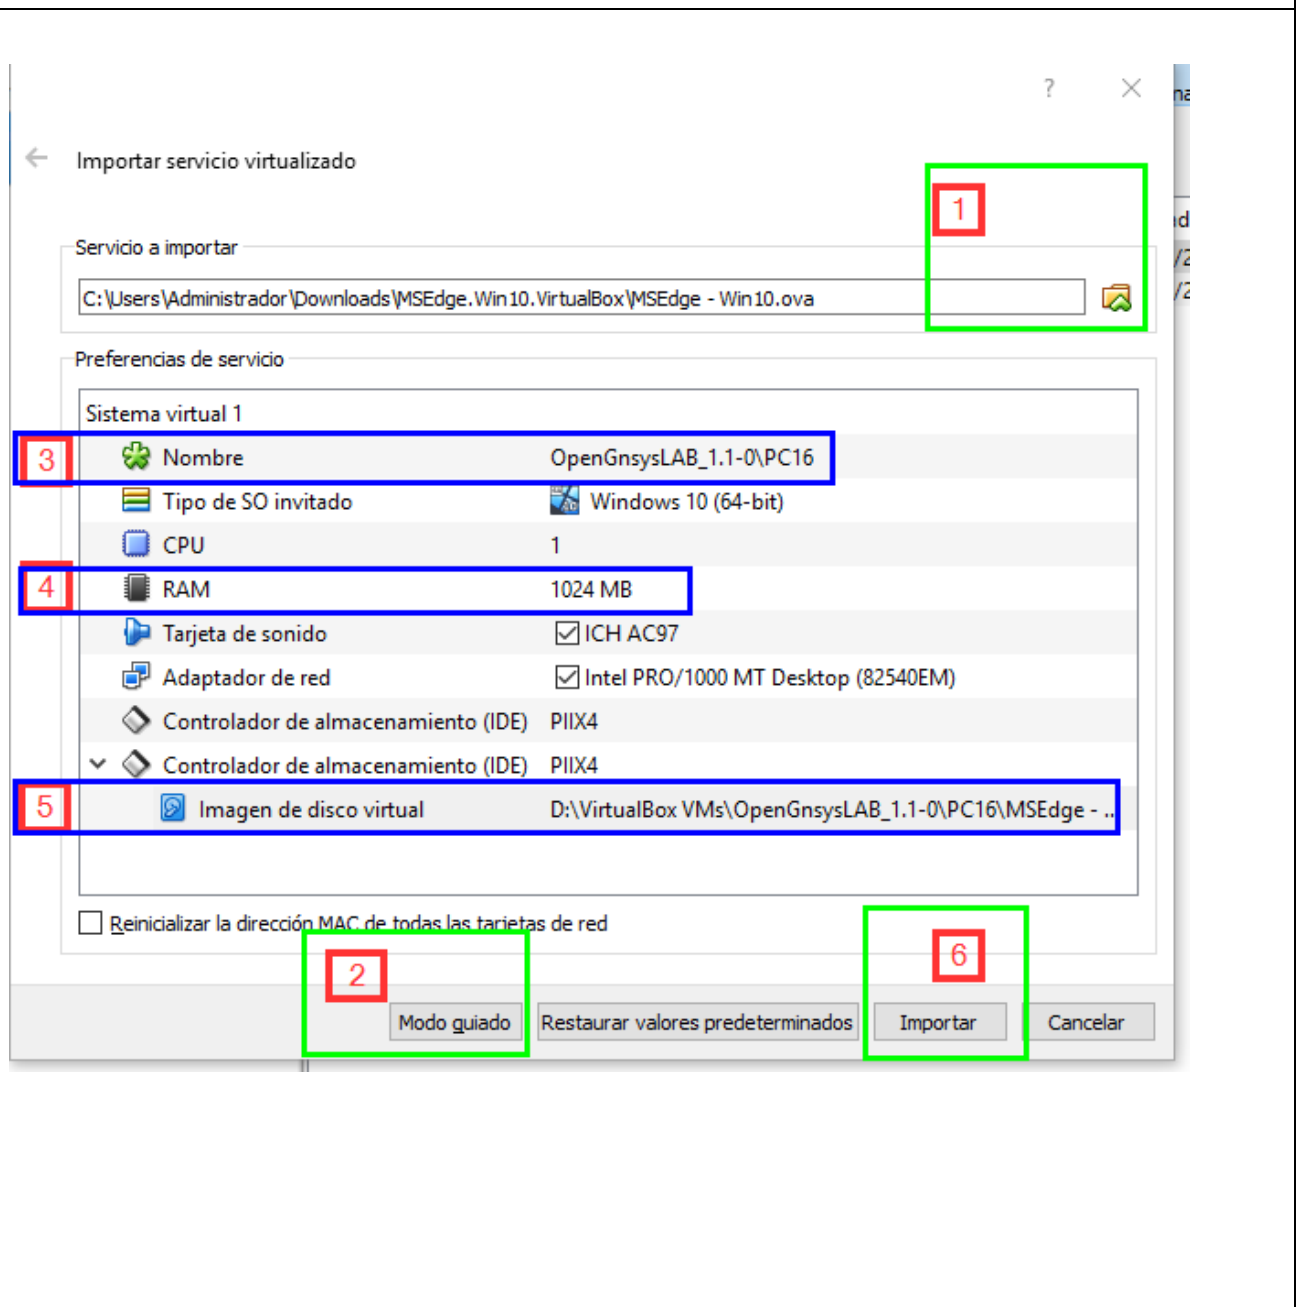 ?
Importar servicio virtualizado
1
Servicio a importar
C:\Users\Administrador\Downloads\MSEdge.Win10.VirtualBox\MSEdge - Win10.ova
Preferencias de servicio
Sistema virtual 1
3 Nombre OpenGnsysLAB_1.1-0\PC16
Tipo de SO invitado Windows 10 (64-bit)
CPU 1
4 RAM 1024 MB
Tarjeta de sonido ICH AC97
Adaptador de red Intel PRO/1000 MT Desktop (82540EM)
Controlador de almacenamiento (IDE) PIIX4
Controlador de almacenamiento (IDE) PIIX4
5 Imagen de disco virtual D:\VirtualBox VMs\OpenGnsysLAB_1.1-0\PC16\MSEdge - ..
Reinicializar la dirección MAC de todas las tarjetas de red
2 6
Modo guiado Restaurar valores predeterminados Importar Cancelar